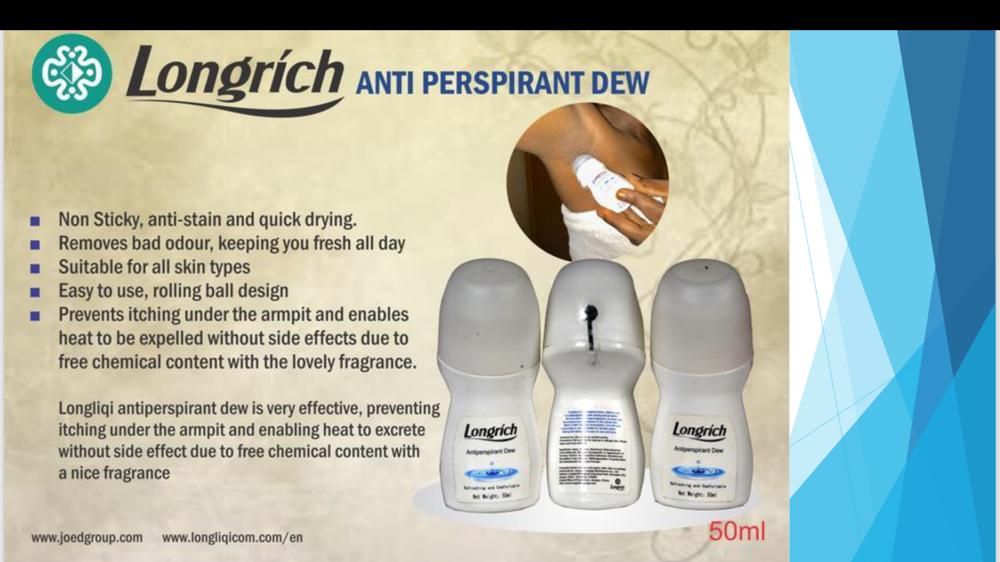 Longrích ANTI PERSPIRANT DEW
Non Sticky, anti-stain and quick drying.
Removes bad odour, keeping you fresh all day
Suitable for all skin types
Easy to use, rolling ball design
Prevents itching under the armpit and enables
heat to be expelled without side effects due to
free chemical content with the lovely fragrance.
Longliqi antiperspirant dew is very effective, preventing
itching under the armpit and enabling heat to excrete
without side effect due to free chemical content with
a nice fragrance
Longrich
Antiperspirant Dew
Refreshing and Comfortable
Net Weight: 50ml
Longrich
Longrich
Antiperspirant Dew
Refreshing and Comfortable
Net Weight: 50ml
50ml
www.joedgroup.com www.longliqicom.com/en